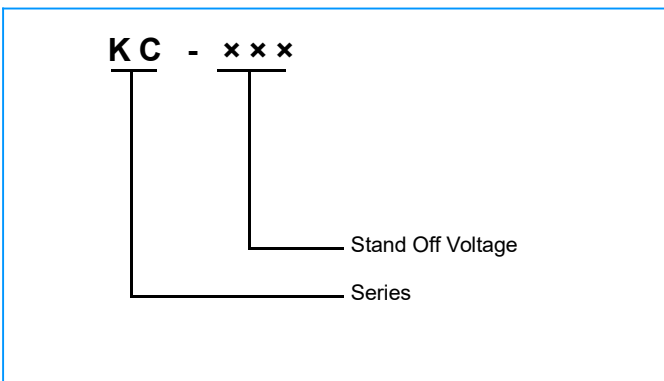 KC - ×××
Stand Off Voltage
Series